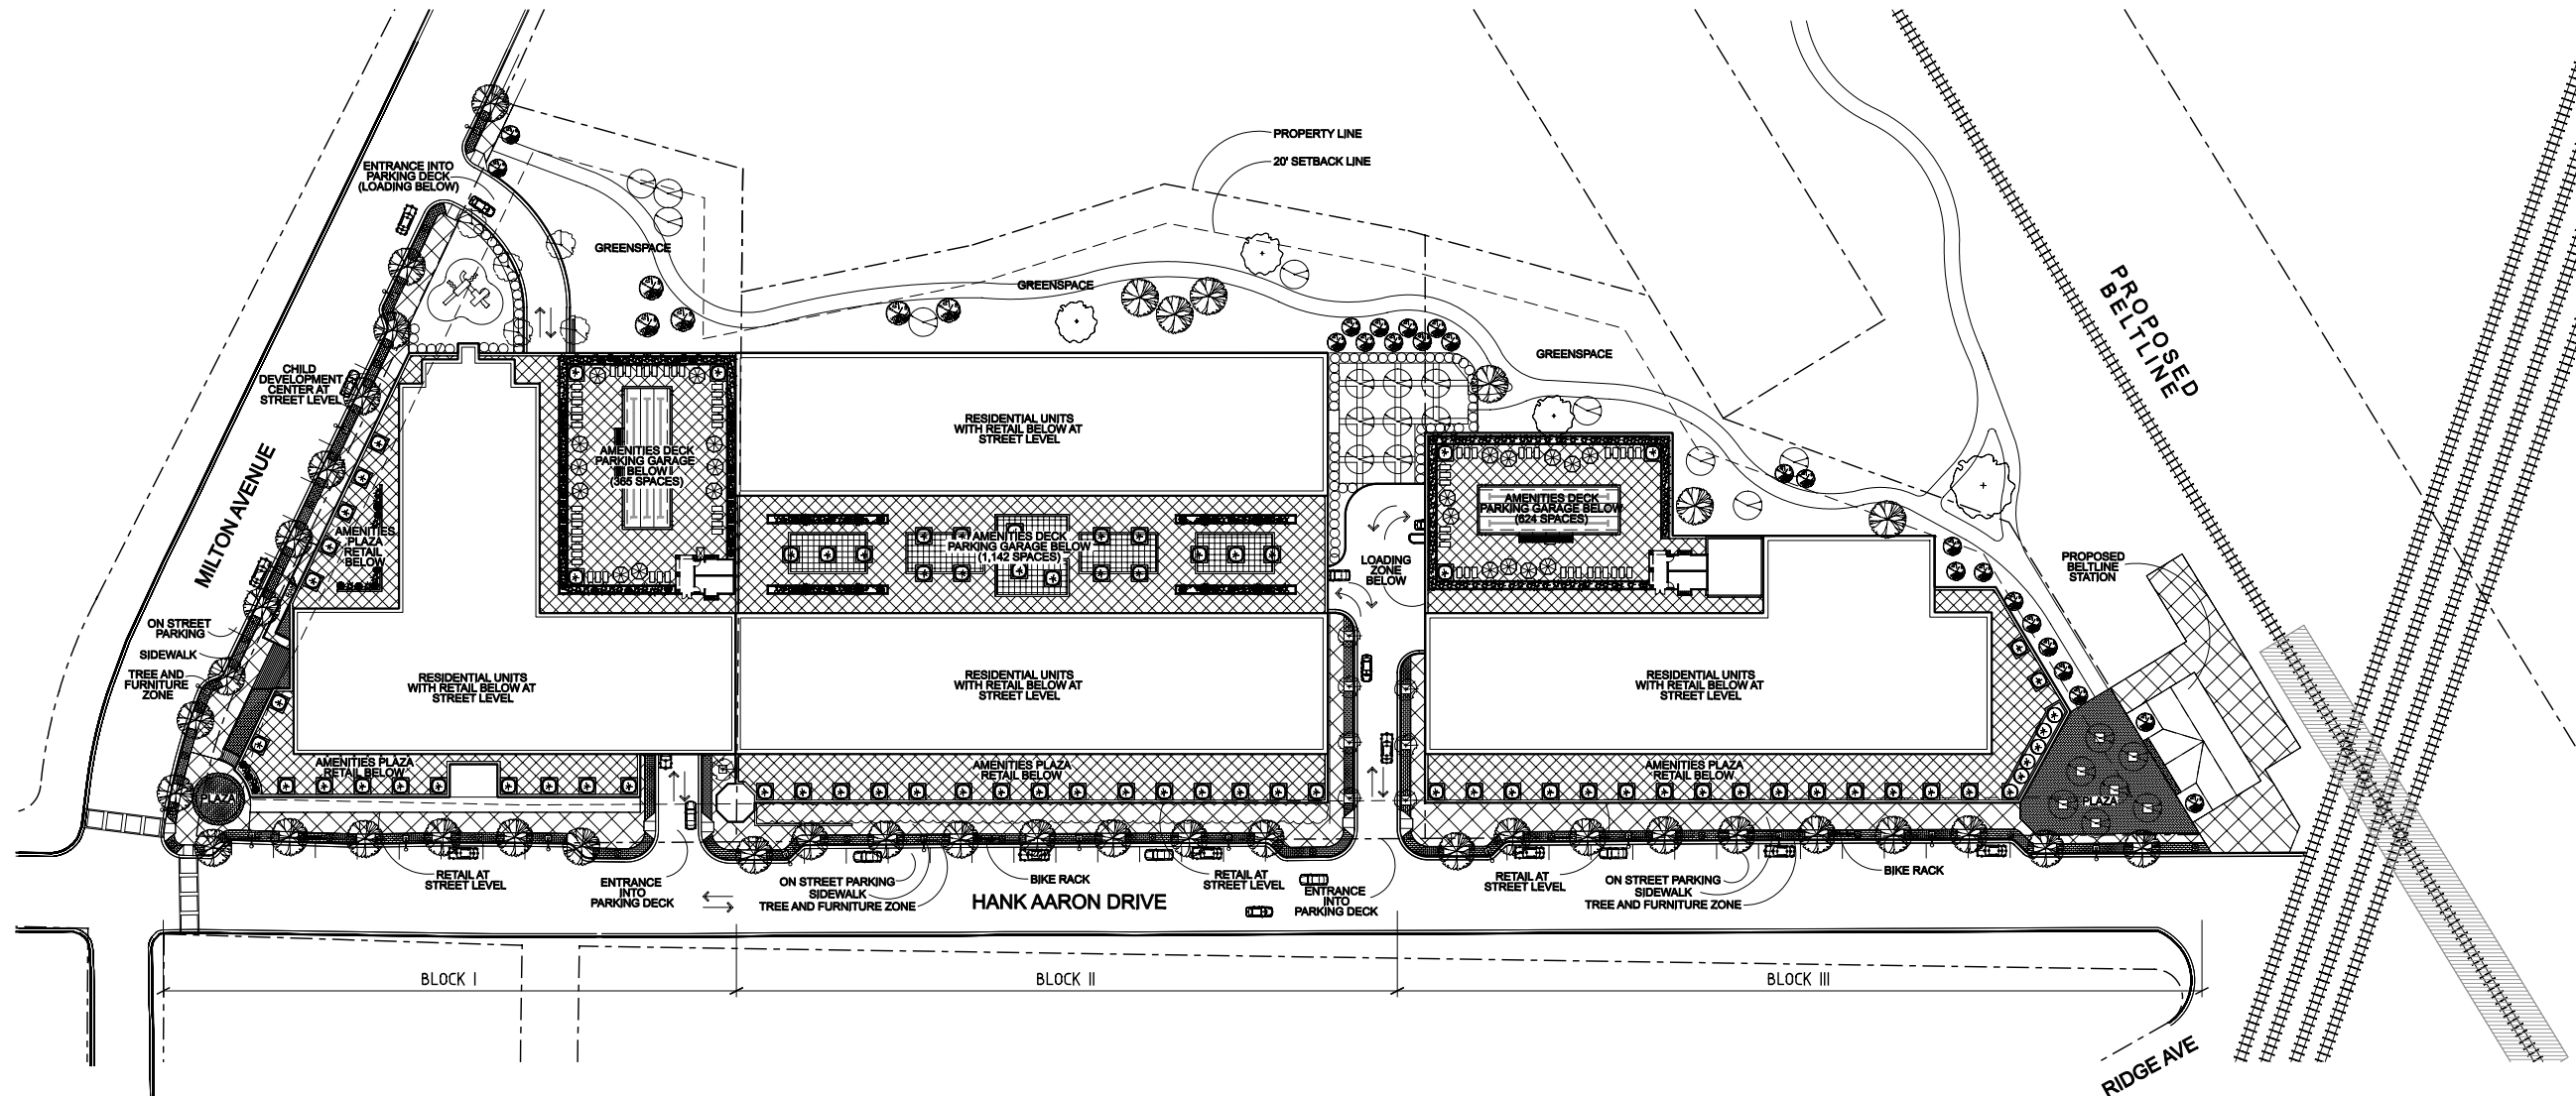 PROPERTY LINE
20' SETBACK LINE
ENTRANCE INTO
PARKING DECK
(LOADING BELOW)
GREENSPACE
GREENSPACE
GREENSPACE
PROPOSED
BELTLINE
CHILD
DEVELOPMENT
CENTER AT
STREET LEVEL
MILTON AVENUE
AMENITIES DECK
PARKING GARAGE
BELOW
(365 SPACES)
RESIDENTIAL UNITS
WITH RETAIL BELOW AT
STREET LEVEL
AMENITIES
PLAZA
RETAIL
BELOW
AMENITIES DECK
PARKING GARAGE BELOW
(1,142 SPACES)
AMENITIES DECK
PARKING GARAGE BELOW
(624 SPACES)
LOADING
ZONE
BELOW
PROPOSED
BELTLINE
STATION
ON STREET
PARKING
SIDEWALK
TREE AND
FURNITURE
ZONE
RESIDENTIAL UNITS
WITH RETAIL BELOW AT
STREET LEVEL
RESIDENTIAL UNITS
WITH RETAIL BELOW AT
STREET LEVEL
RESIDENTIAL UNITS
WITH RETAIL BELOW AT
STREET LEVEL
AMENITIES PLAZA
RETAIL BELOW
AMENITIES PLAZA
RETAIL BELOW
AMENITIES PLAZA
RETAIL BELOW
PLAZA
PLAZA
RETAIL AT
STREET LEVEL
ENTRANCE
INTO
PARKING DECK
ON STREET PARKING
SIDEWALK
TREE AND FURNITURE ZONE
BIKE RACK
RETAIL AT
STREET LEVEL
ENTRANCE
INTO
PARKING DECK
RETAIL AT
STREET LEVEL
ON STREET PARKING
SIDEWALK
TREE AND FURNITURE ZONE
BIKE RACK
HANK AARON DRIVE
BLOCK I
BLOCK II
BLOCK III
RIDGE AVE